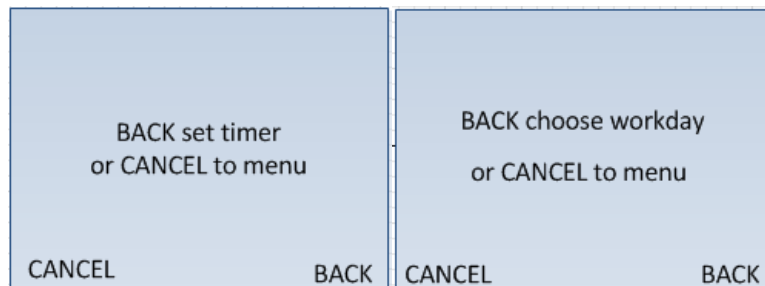 BACK set timer
or CANCEL to menu
CANCEL
BACK
BACK choose workday
or CANCEL to menu
CANCEL
BACK